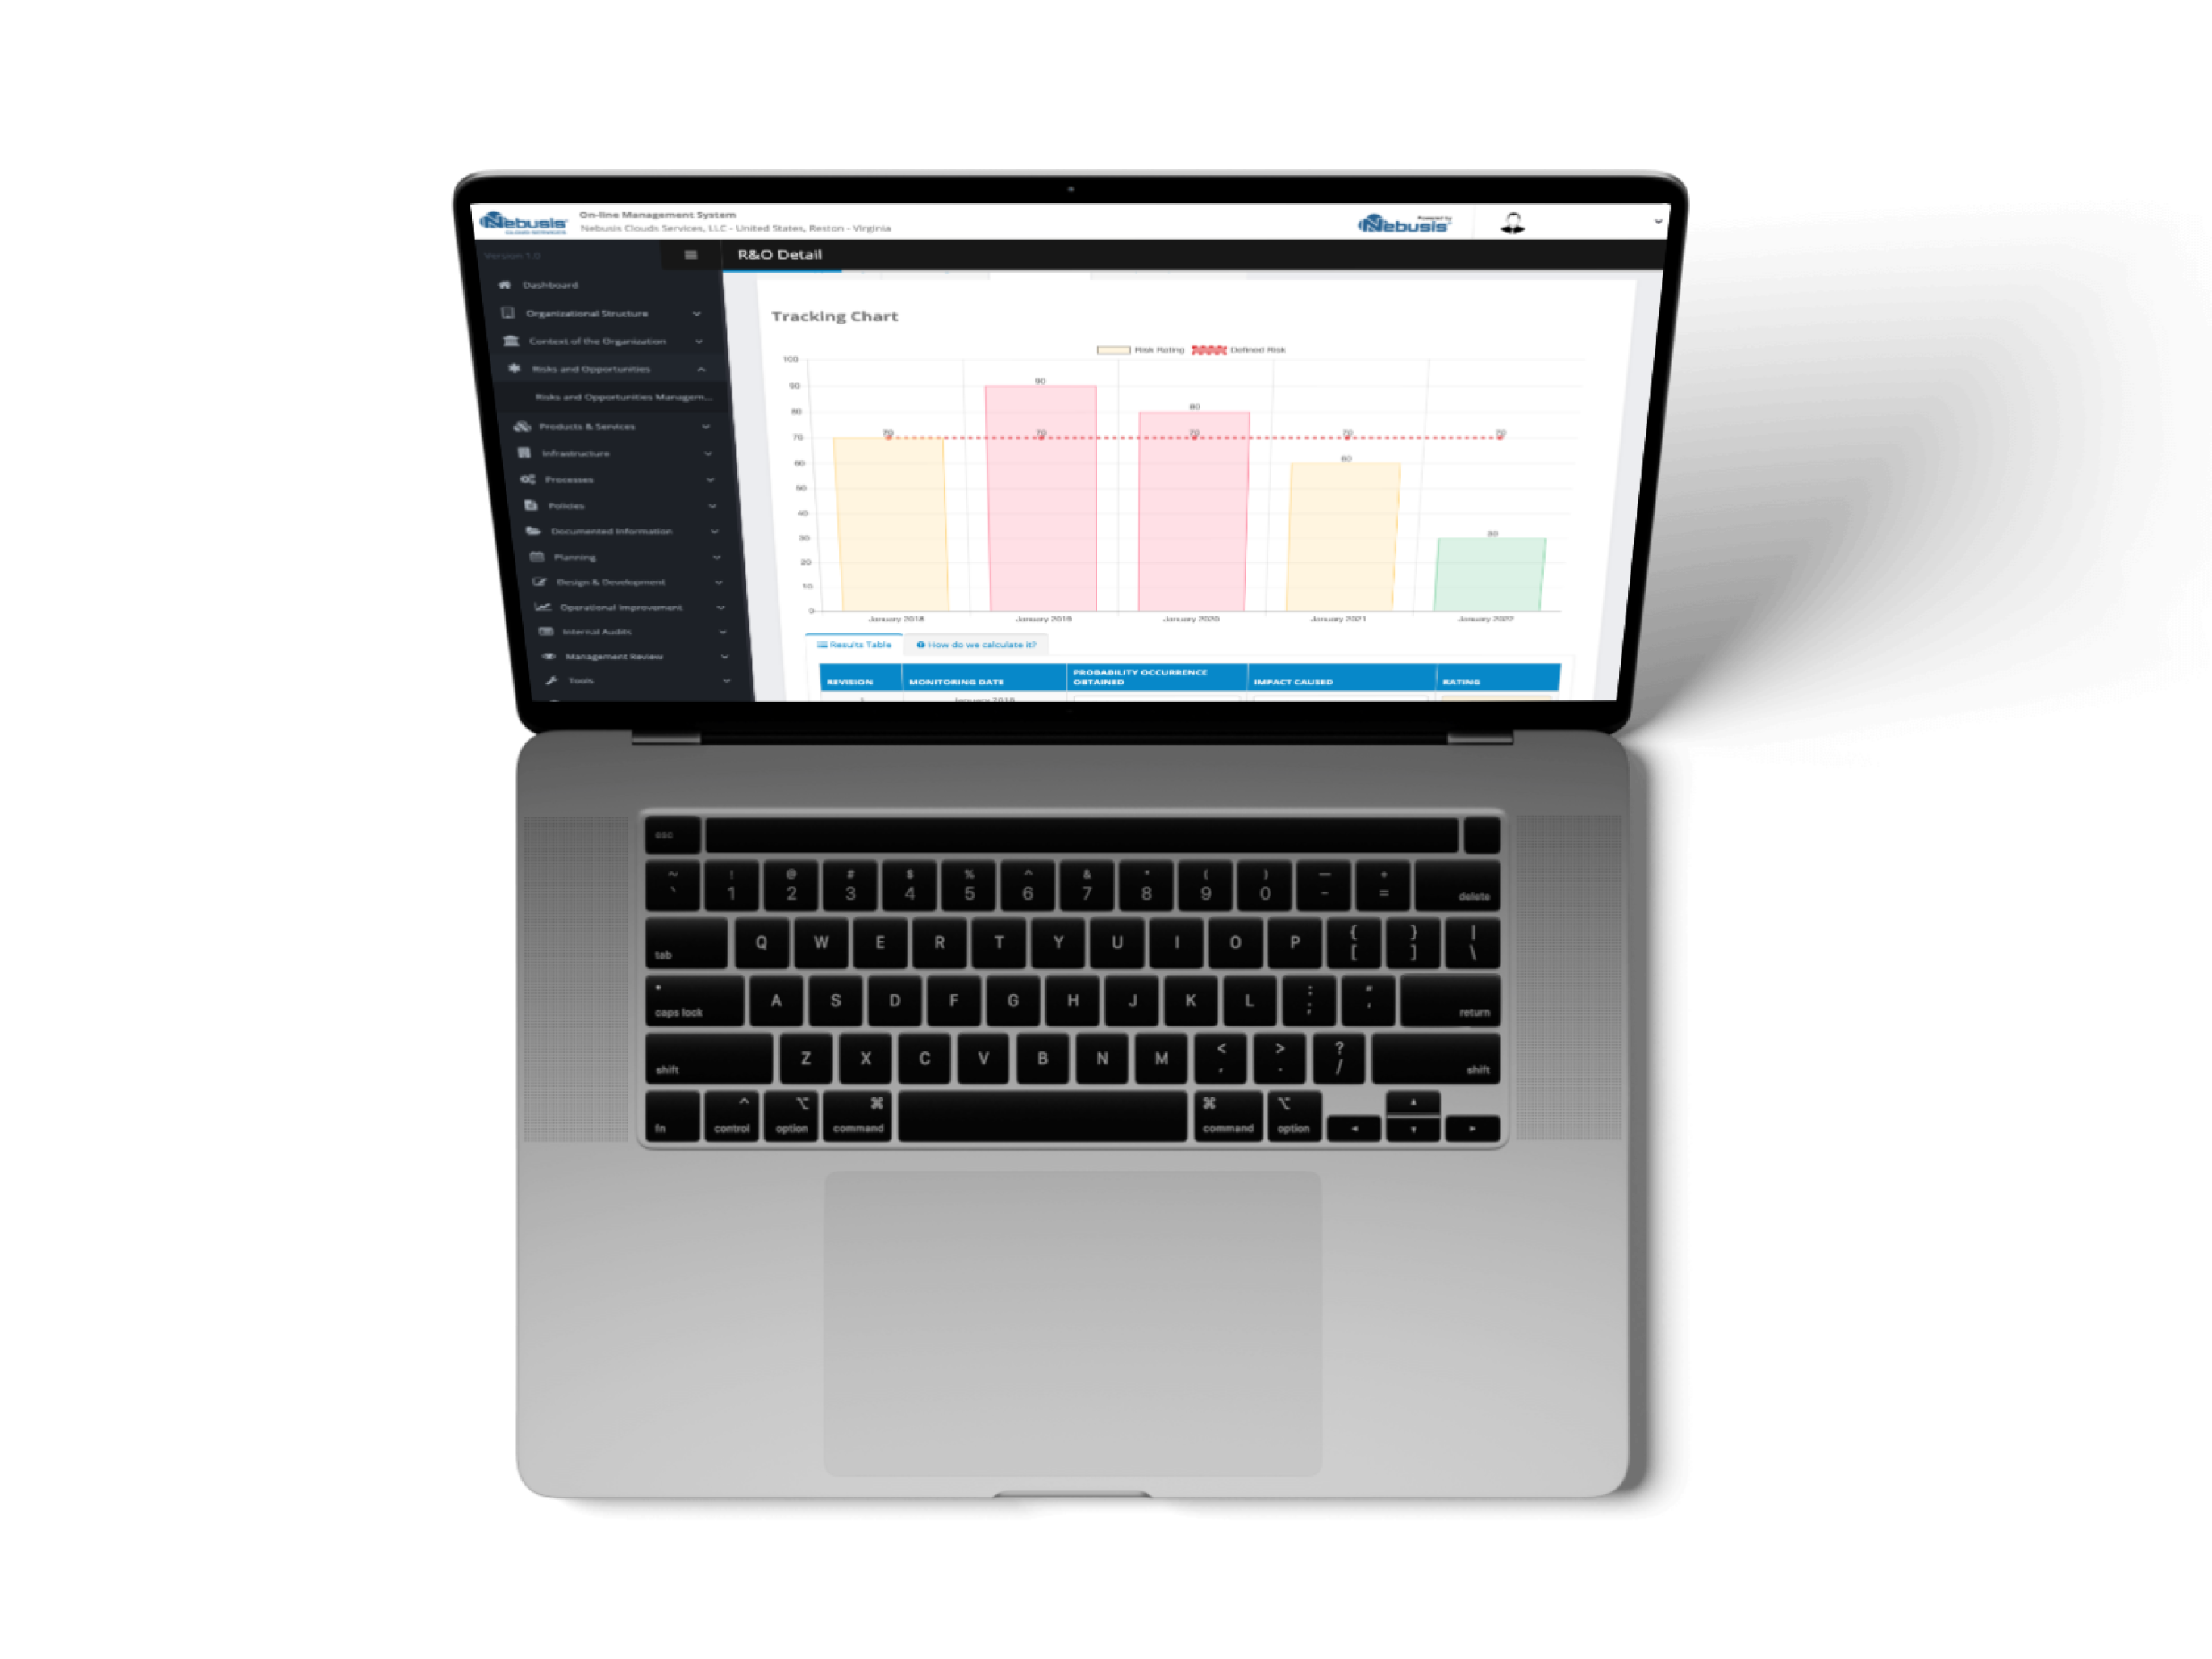 Nebusis
CLOUD SERVICES
On-line Management System
Nebusis Clouds Services, LLC - United States, Reston - Virginia
Powered by
Nebusis
Version 1.0
R&O Detail
Dashboard
Organizational Structure
Context of the Organization
Risks and Opportunities
Risks and Opportunities Managem...
Products & Services
Infrastructure
Processes
Policies
Documented Information
Planning
Design & Development
Operational Improvement
Internal Audits
Management Review
Tools
Tracking Chart
Risk Rating Defined Risk
100
90
80
70
60
50
40
30
20
10
0
70
90
70
80
70
70
60
70
30
January 2018
January 2019
January 2020
January 2021
January 2022
Results Table
How do we calculate it?
REVISION MONITORING DATE PROBABILITY OCCURRENCE OBTAINED IMPACT CAUSED RATING
1 January 2018
esc
~ ! @ # $ % ^ & * ( ) — +
` 1 2 3 4 5 6 7 8 9 0 - = delete
tab Q W E R T Y U I O P { [ } ] | \
caps lock A S D F G H J K L : ; " ' return
shift Z X C V B N M < , > . ? / shift
fn control option command command option